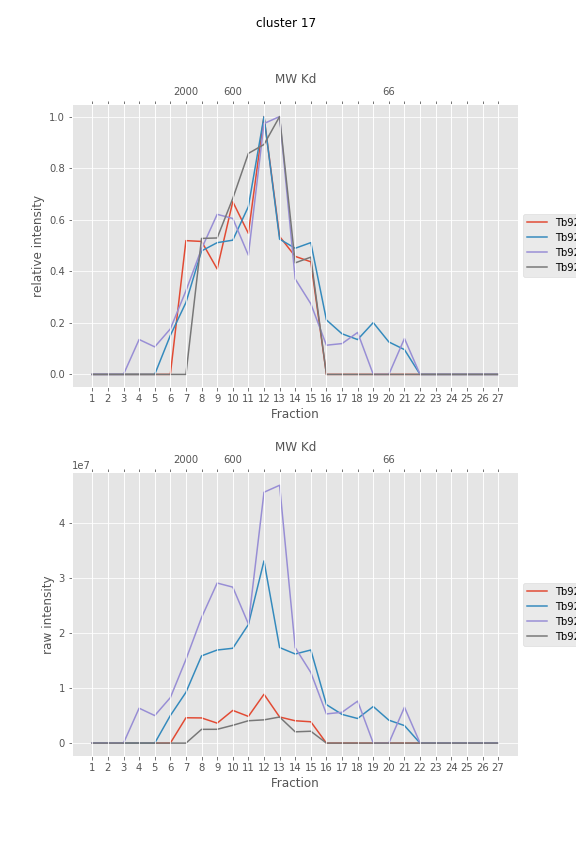 cluster 17
MW Kd
2000 600 66
1.0
0.8
0.6
0.4
0.2
0.0
relative intensity
Tb92
Tb92
Tb92
Tb92
1 2 3 4 5 6 7 8 9 10 11 12 13 14 15 16 17 18 19 20 21 22 23 24 25 26 27
Fraction
MW Kd
2000 600 66
1e7
4
3
2
1
0
raw intensity
Tb92
Tb92
Tb92
Tb92
1 2 3 4 5 6 7 8 9 10 11 12 13 14 15 16 17 18 19 20 21 22 23 24 25 26 27
Fraction